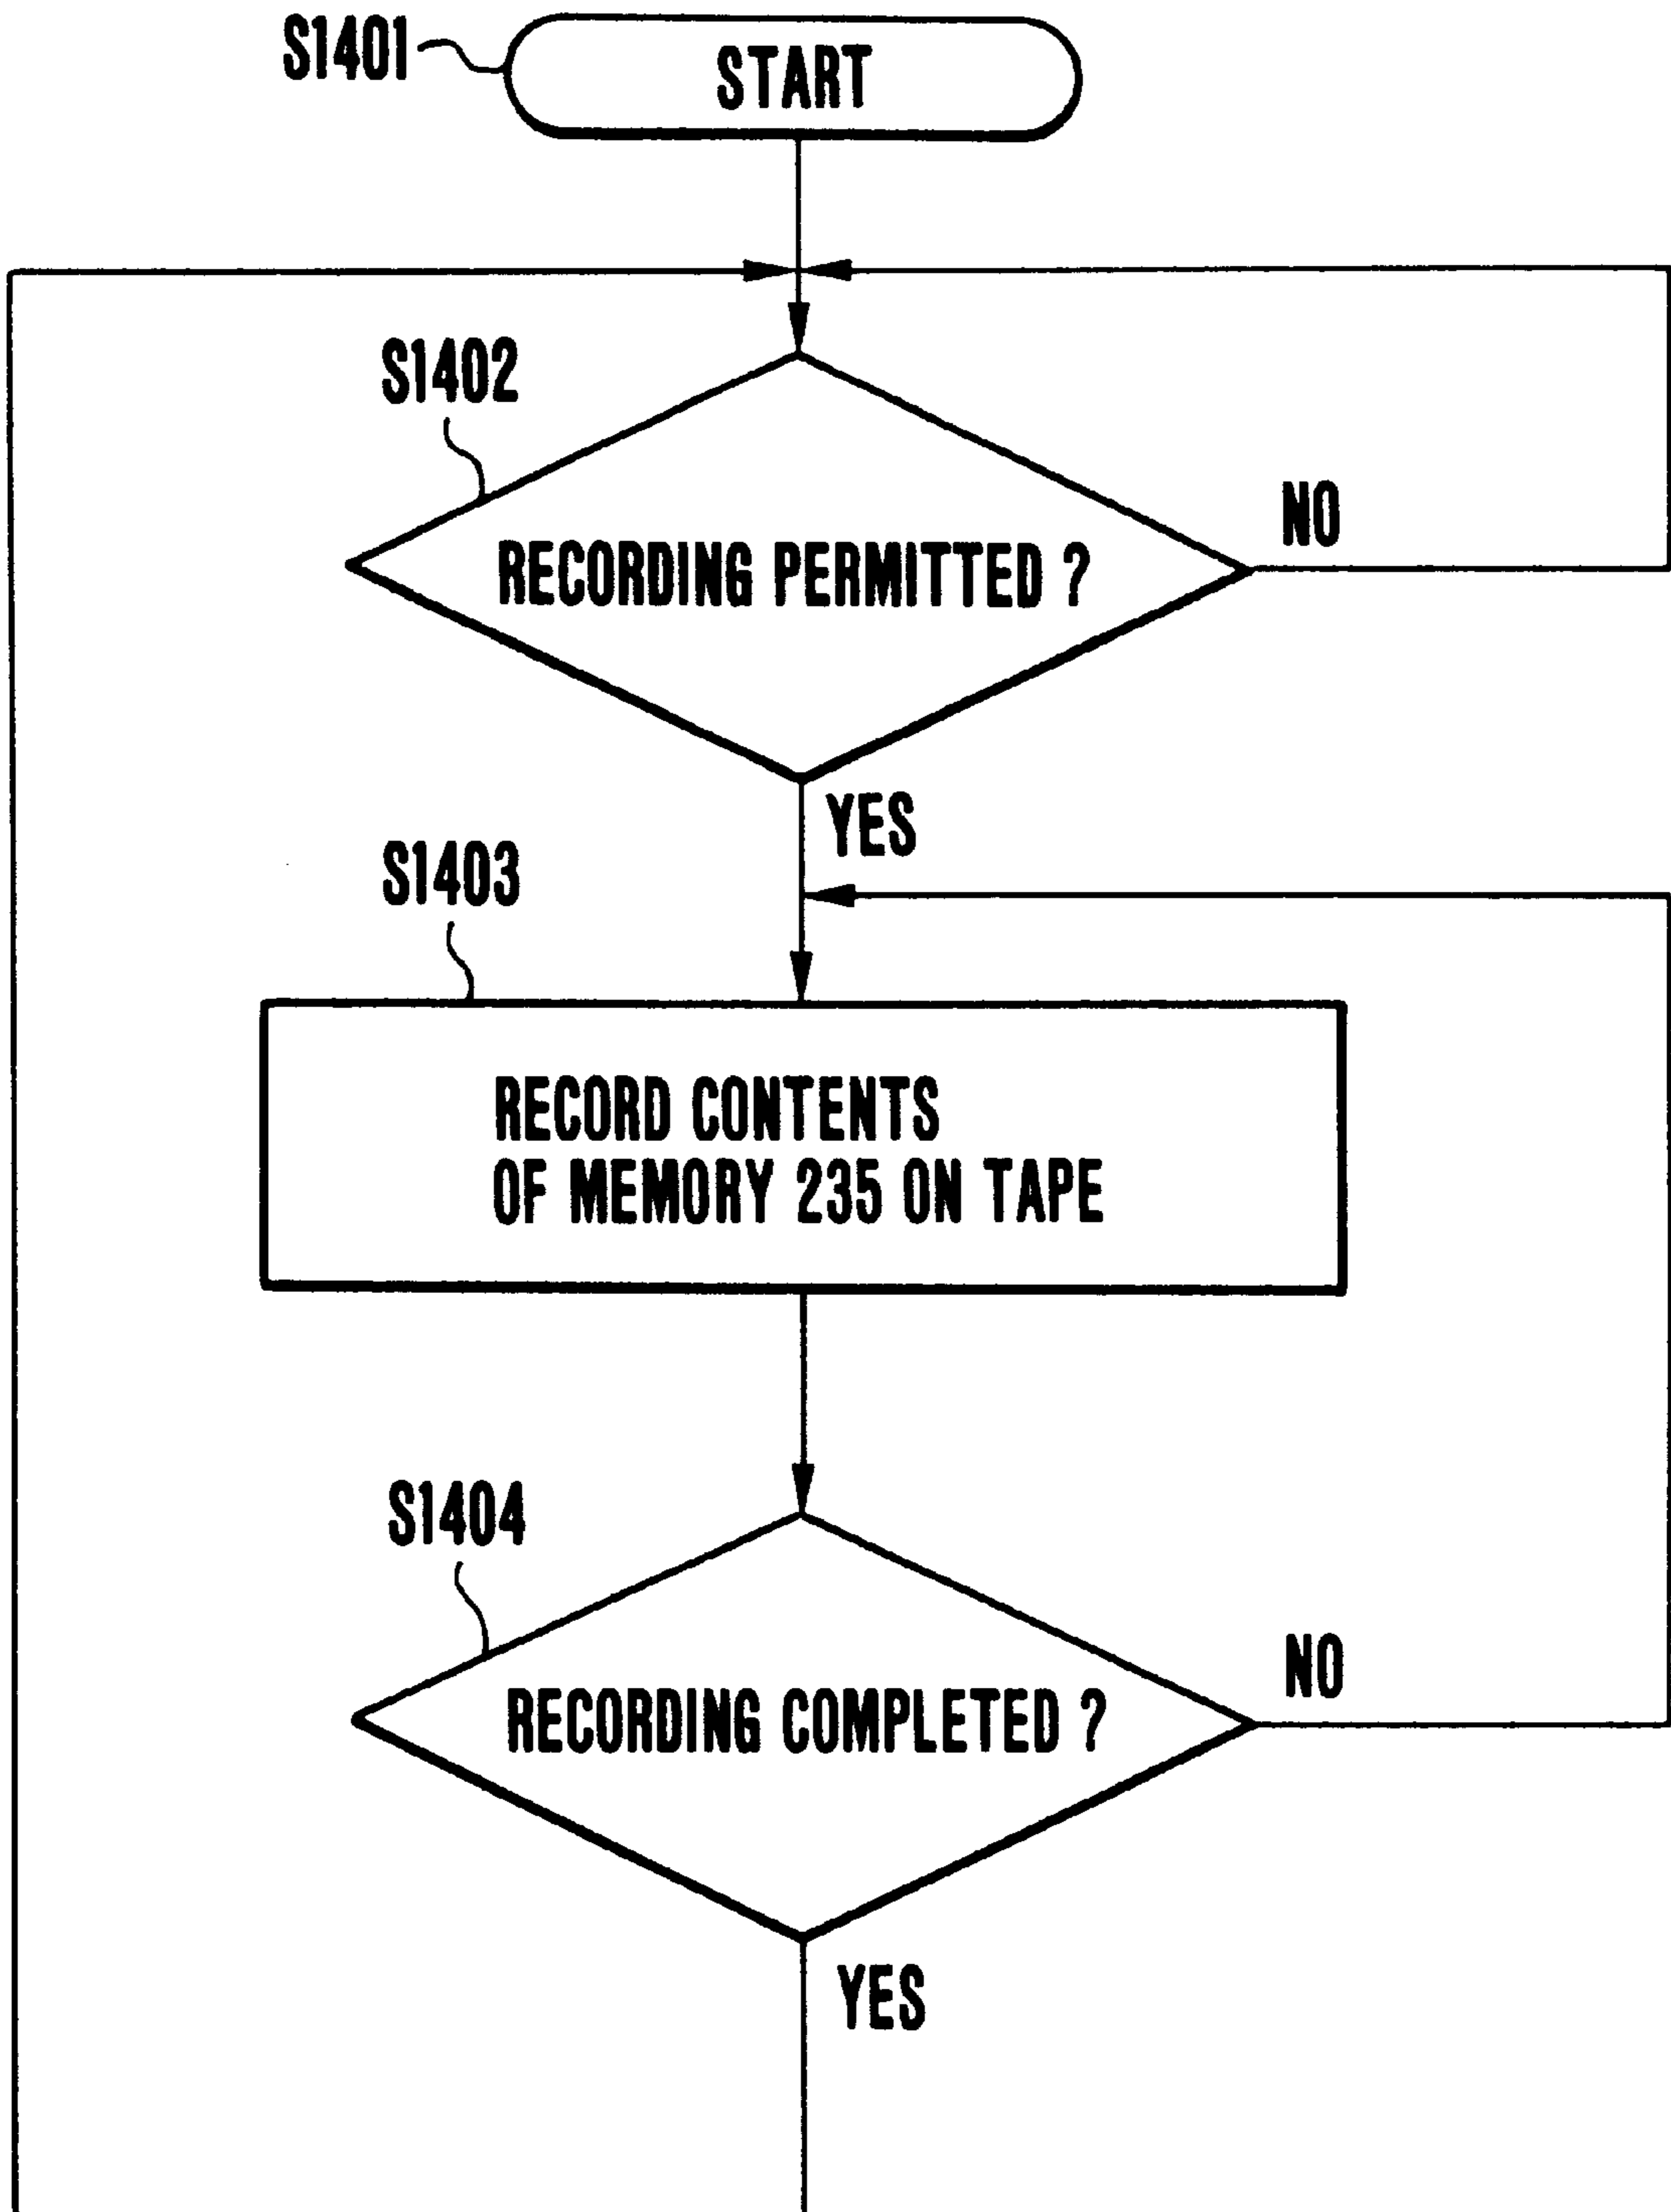 S1401
START
S1402
RECORDING PERMITTED ?
NO
YES
S1403
RECORD CONTENTS
OF MEMORY 235 ON TAPE
S1404
RECORDING COMPLETED ?
NO
YES